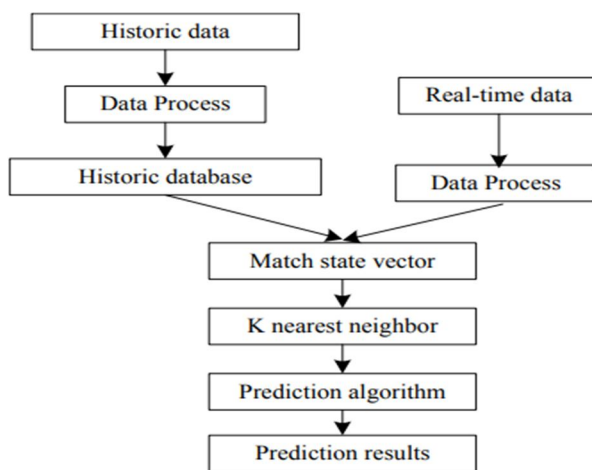 Historic data
Data Process
Historic database
Real-time data
Data Process
Match state vector
K nearest neighbor
Prediction algorithm
Prediction results